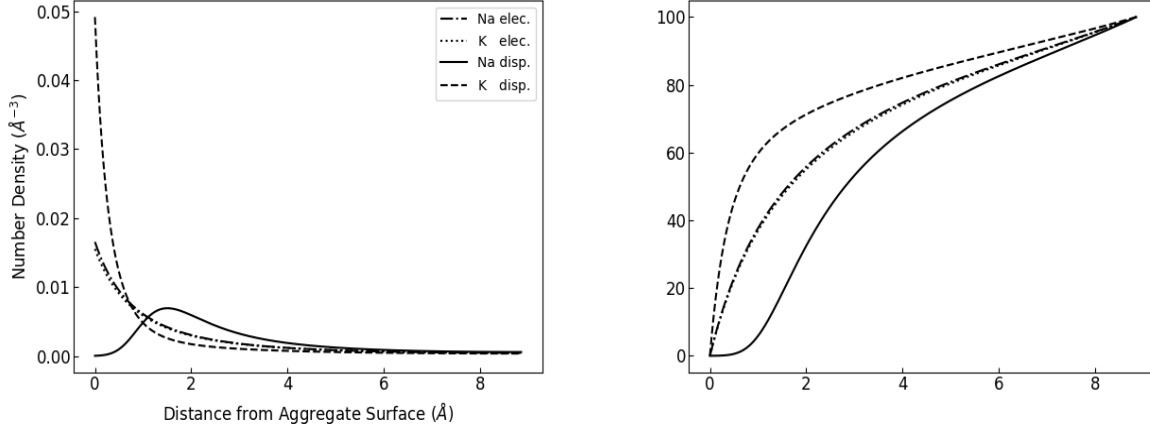 0.05
0.04
0.03
0.02
0.01
0.00
Number Density (Å⁻³)
Na elec.
K elec.
Na disp.
K disp.
0 2 4 6 8
Distance from Aggregate Surface (Å)
100
80
60
40
20
0
0 2 4 6 8